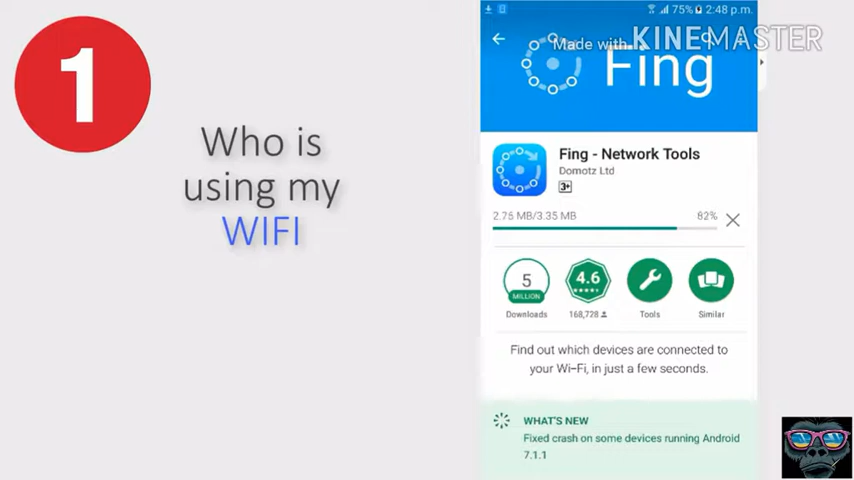 1
Who is
using my
WIFI
75% 2:48 p.m.
Made with KINEMASTER
Fing
Fing - Network Tools
Domotz Ltd
3+
2.75 MB/3.35 MB 82%
5
MILLION
Downloads
4.6
168,728
Tools
Similar
Find out which devices are connected to
your Wi-Fi, in just a few seconds.
WHAT'S NEW
Fixed crash on some devices running Android
7.1.1